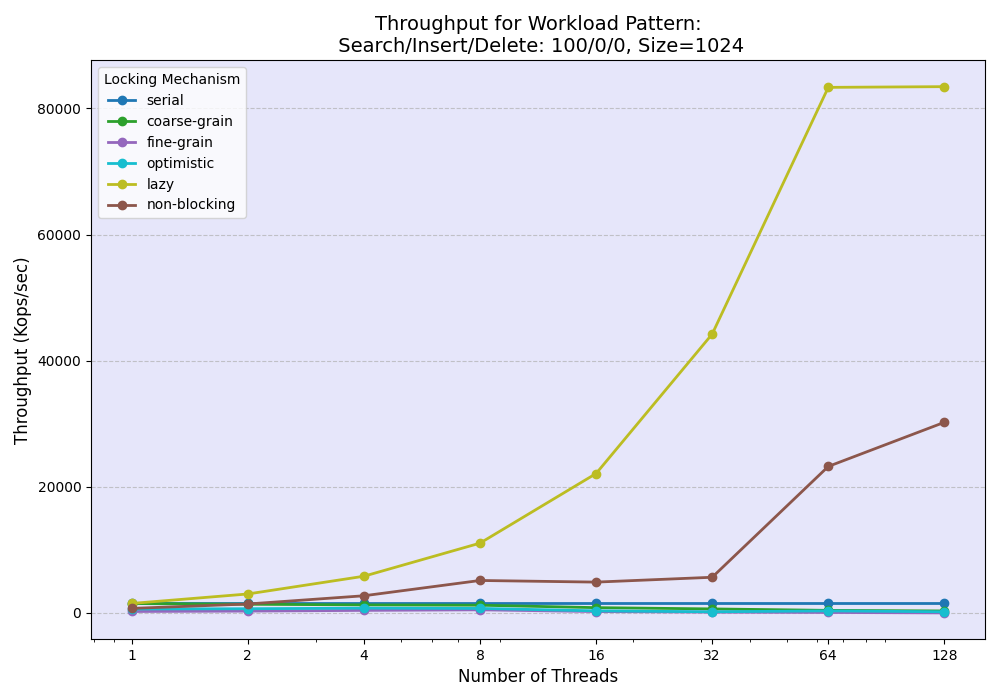 Throughput for Workload Pattern:
Search/Insert/Delete: 100/0/0, Size=1024
Locking Mechanism
serial
coarse-grain
fine-grain
optimistic
lazy
non-blocking
Throughput (Kops/sec)
80000
60000
40000
20000
0
1 2 4 8 16 32 64 128
Number of Threads